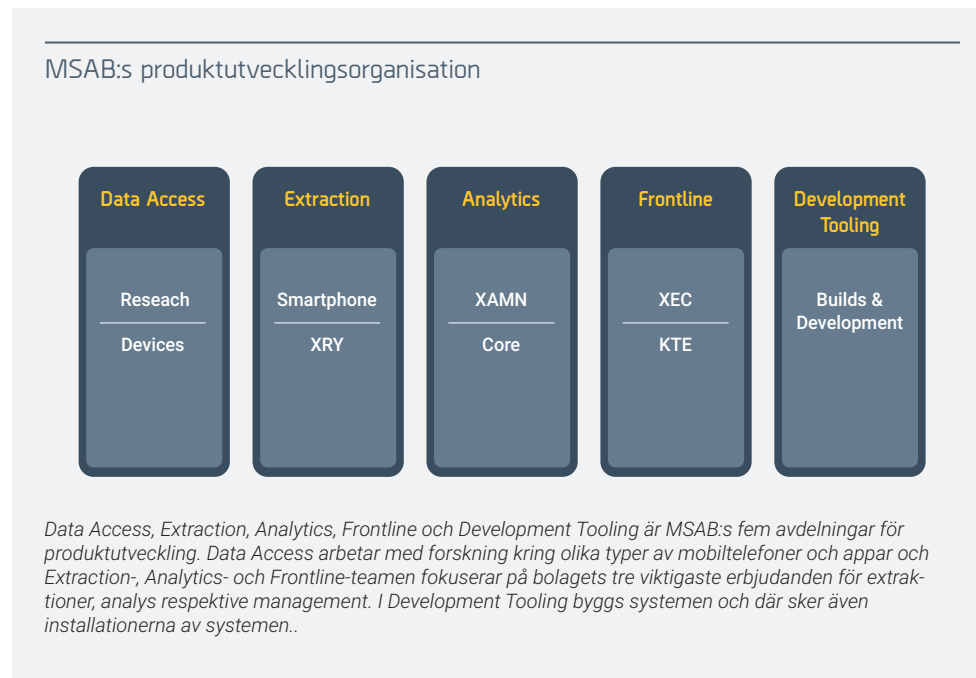 MSAB:s produktutvecklingsorganisation
Data Access
Reseach
Devices
Extraction
Smartphone
XRY
Analytics
XAMN
Core
Frontline
XEC
KTE
Development
Tooling
Builds &
Development
Data Access, Extraction, Analytics, Frontline och Development Tooling är MSAB:s fem avdelningar för
produktutveckling. Data Access arbetar med forskning kring olika typer av mobiltelefoner och appar och
Extraction-, Analytics- och Frontline-teamen fokuserar på bolagets tre viktigaste erbjudanden för extrak-
tioner, analys respektive management. I Development Tooling byggs systemen och där sker även
installationerna av systemen..